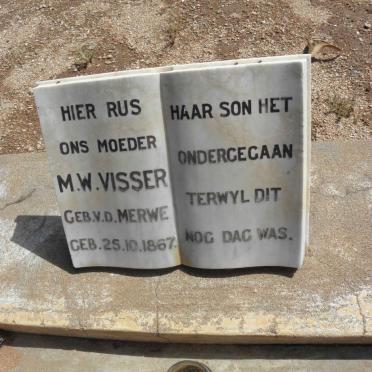 HIER RUS
ONS MOEDER
M.W. VISSER
GEB. V.D. MERWE
GEB. 25.10.1867.
HAAR SON HET
ONDERGEGAAN
TERWYL DIT
NOG DAG WAS.